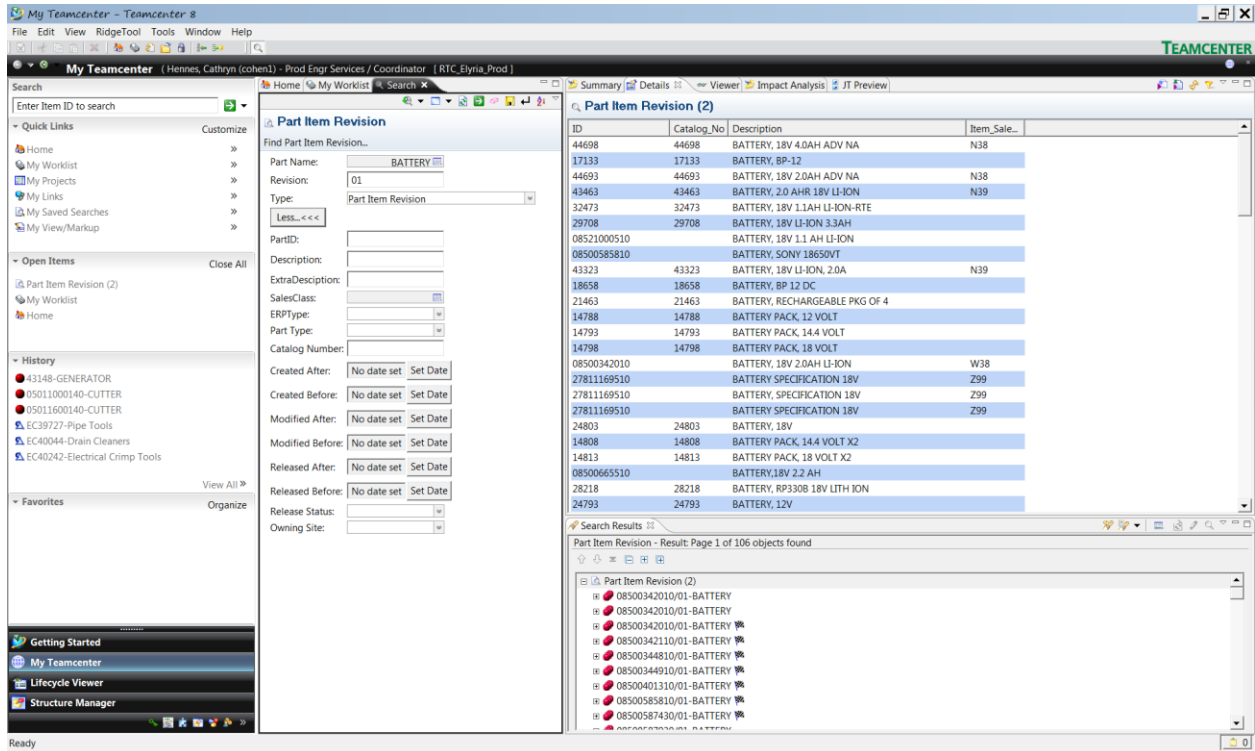 My Teamcenter - Teamcenter 8
File Edit View RidgeTool Tools Window Help
TEAMCENTER
My Teamcenter ( Hennes, Cathryn (cohen1) - Prod Engr Services / Coordinator [ RTC_Elyria_Prod ]
Search
Enter Item ID to search
Quick Links Customize
Home »
My Worklist »
My Projects »
My Links »
My Saved Searches »
My View/Markup »
Open Items Close All
Part Item Revision (2)
My Worklist
Home
History
43148-GENERATOR
05011000140-CUTTER
05011600140-CUTTER
EC39727-Pipe Tools
EC40044-Drain Cleaners
EC40242-Electrical Crimp Tools
View All »
Favorites Organize
Getting Started
My Teamcenter
Lifecycle Viewer
Structure Manager
»
Ready
Home My Worklist Search
Part Item Revision
Find Part Item Revision...
Part Name: BATTERY
Revision: 01
Type: Part Item Revision
Less...<<<
PartID:
Description:
ExtraDesciption:
SalesClass:
ERPType:
Part Type:
Catalog Number:
Created After: No date set Set Date
Created Before: No date set Set Date
Modified After: No date set Set Date
Modified Before: No date set Set Date
Released After: No date set Set Date
Released Before: No date set Set Date
Release Status:
Owning Site:
Summary Details Viewer Impact Analysis JT Preview
Part Item Revision (2)
ID Catalog_No Description Item_Sale...
44698 44698 BATTERY, 18V 4.0AH ADV NA N38
17133 17133 BATTERY, BP-12
44693 44693 BATTERY, 18V 2.0AH ADV NA N38
43463 43463 BATTERY, 2.0 AHR 18V LI-ION N39
32473 32473 BATTERY, 18V 1.1AH LI-ION-RTE
29708 29708 BATTERY, 18V LI-ION 3.3AH
08521000510 BATTERY, 18V 1.1 AH LI-ION
08500585810 BATTERY, SONY 18650VT
43323 43323 BATTERY, 18V LI-ION, 2.0A N39
18658 18658 BATTERY, BP 12 DC
21463 21463 BATTERY, RECHARGEABLE PKG OF 4
14788 14788 BATTERY PACK, 12 VOLT
14793 14793 BATTERY PACK, 14.4 VOLT
14798 14798 BATTERY PACK, 18 VOLT
08500342010 BATTERY, 18V 2.0AH LI-ION W38
27811169510 BATTERY SPECIFICATION 18V Z99
27811169510 BATTERY, SPECIFICATION 18V Z99
27811169510 BATTERY SPECIFICATION 18V Z99
24803 24803 BATTERY, 18V
14808 14808 BATTERY PACK, 14.4 VOLT X2
14813 14813 BATTERY PACK, 18 VOLT X2
08500665510 BATTERY,18V 2.2 AH
28218 28218 BATTERY, RP330B 18V LITH ION
24793 24793 BATTERY, 12V
Search Results
Part Item Revision - Result: Page 1 of 106 objects found
Part Item Revision (2)
08500342010/01-BATTERY
08500342010/01-BATTERY
08500342010/01-BATTERY
08500342110/01-BATTERY
08500344810/01-BATTERY
08500344910/01-BATTERY
08500401310/01-BATTERY
08500585810/01-BATTERY
08500587430/01-BATTERY
0